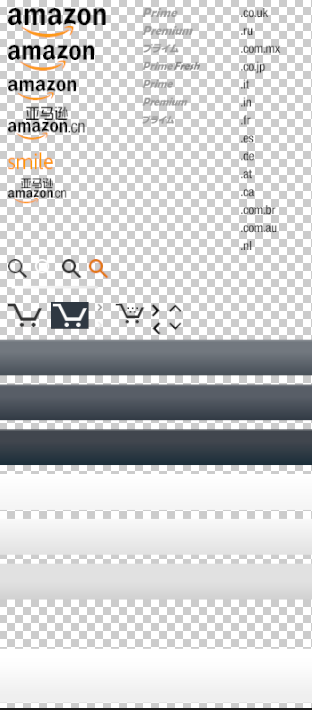 amazon
amazon
amazon
亚马逊
amazon.cn
smile
亚马逊
amazon.cn
Prime
Premium
プライム
Prime Fresh
Prime
Premium
プライム
.co.uk
.ru
.com.mx
.co.jp
.it
.in
.fr
.es
.de
.at
.ca
.com.br
.com.au
.nl